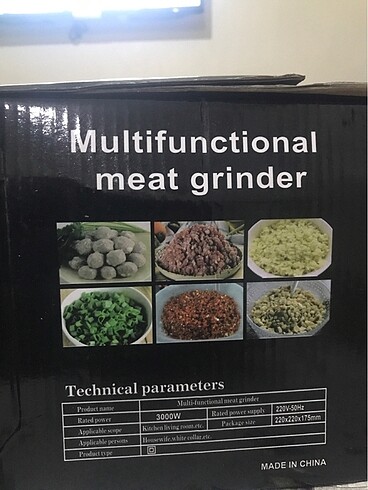 Multifunctional
meat grinder
Technical parameters
Product name Multi-functional meat grinder
Rated power 3000W Rated power supply 220V-50Hz
Applicable scope Kitchen living room.etc. Package size 220x220x175mm
Applicable persons Housewife,white collar.etc.
Product type
MADE IN CHINA